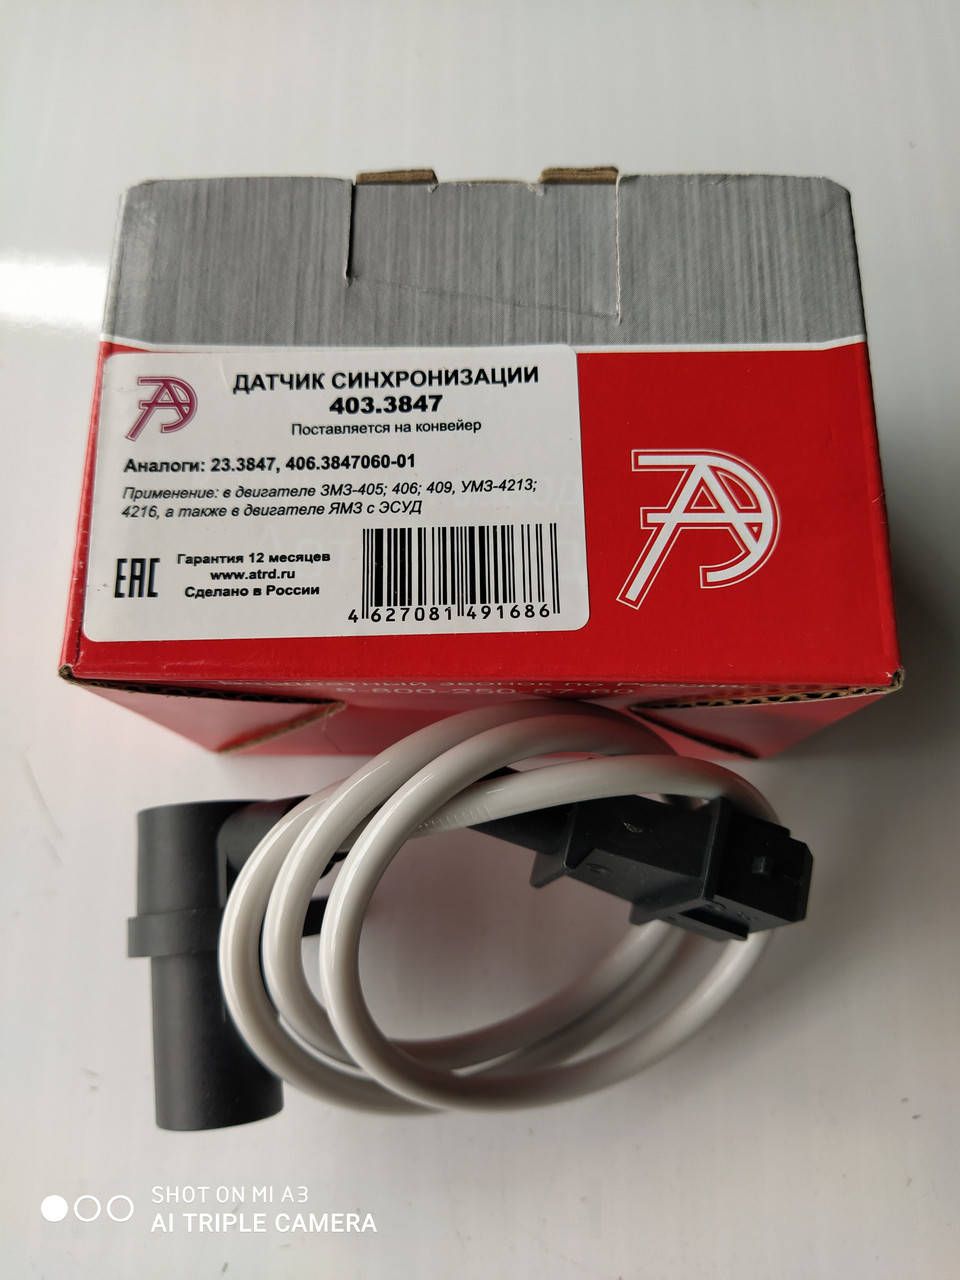 ДАТЧИК СИНХРОНИЗАЦИИ
403.3847
Поставляется на конвейер
Аналоги: 23.3847, 406.3847060-01
Применение: в двигателе ЗМЗ-405; 406; 409, УМЗ-4213;
4216, а также в двигателе ЯМЗ с ЭСУД
ЕАС
Гарантия 12 месяцев
www.atrd.ru
Сделано в России
4 627081 491686
звонок по
SHOT ON MI A3
AI TRIPLE CAMERA